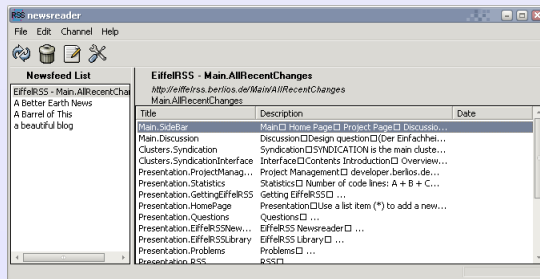 RSS newsreader
File Edit Channel Help
Newsfeed List
EiffelRSS - Main.AllRecentChan
A Better Earth News
A Barrel of This
a beautiful blog
EiffelRSS - Main.AllRecentChanges
http://eiffelrss.berlios.de/Main/AllRecentChanges
Main.AllRecentChanges
Title Description Date
Main.SideBar Main□ Home Page□ Project Page□ Discussio...
Main.Discussion Discussion□Design question□(Der Einfachhei...
Clusters.Syndication Syndication□SYNDICATION is the main cluste...
Clusters.SyndicationInterface Interface□Contents Introduction□ Overview...
Presentation.ProjectManag... Project Management□ developer.berlios.de...
Presentation.Statistics Statistics□ Number of code lines: A + B + C...
Presentation.GettingEiffelRSS Getting EiffelRSS□ ...
Presentation.HomePage Presentation□Use a list item (*) to add a new...
Presentation.Questions Questions□ ...
Presentation.EiffelRSSNew... EiffelRSS Newsreader□ ...
Presentation.EiffelRSSLibrary EiffelRSS Library□ ...
Presentation.Problems Problems□ ...
Presentation.RSS RSS□